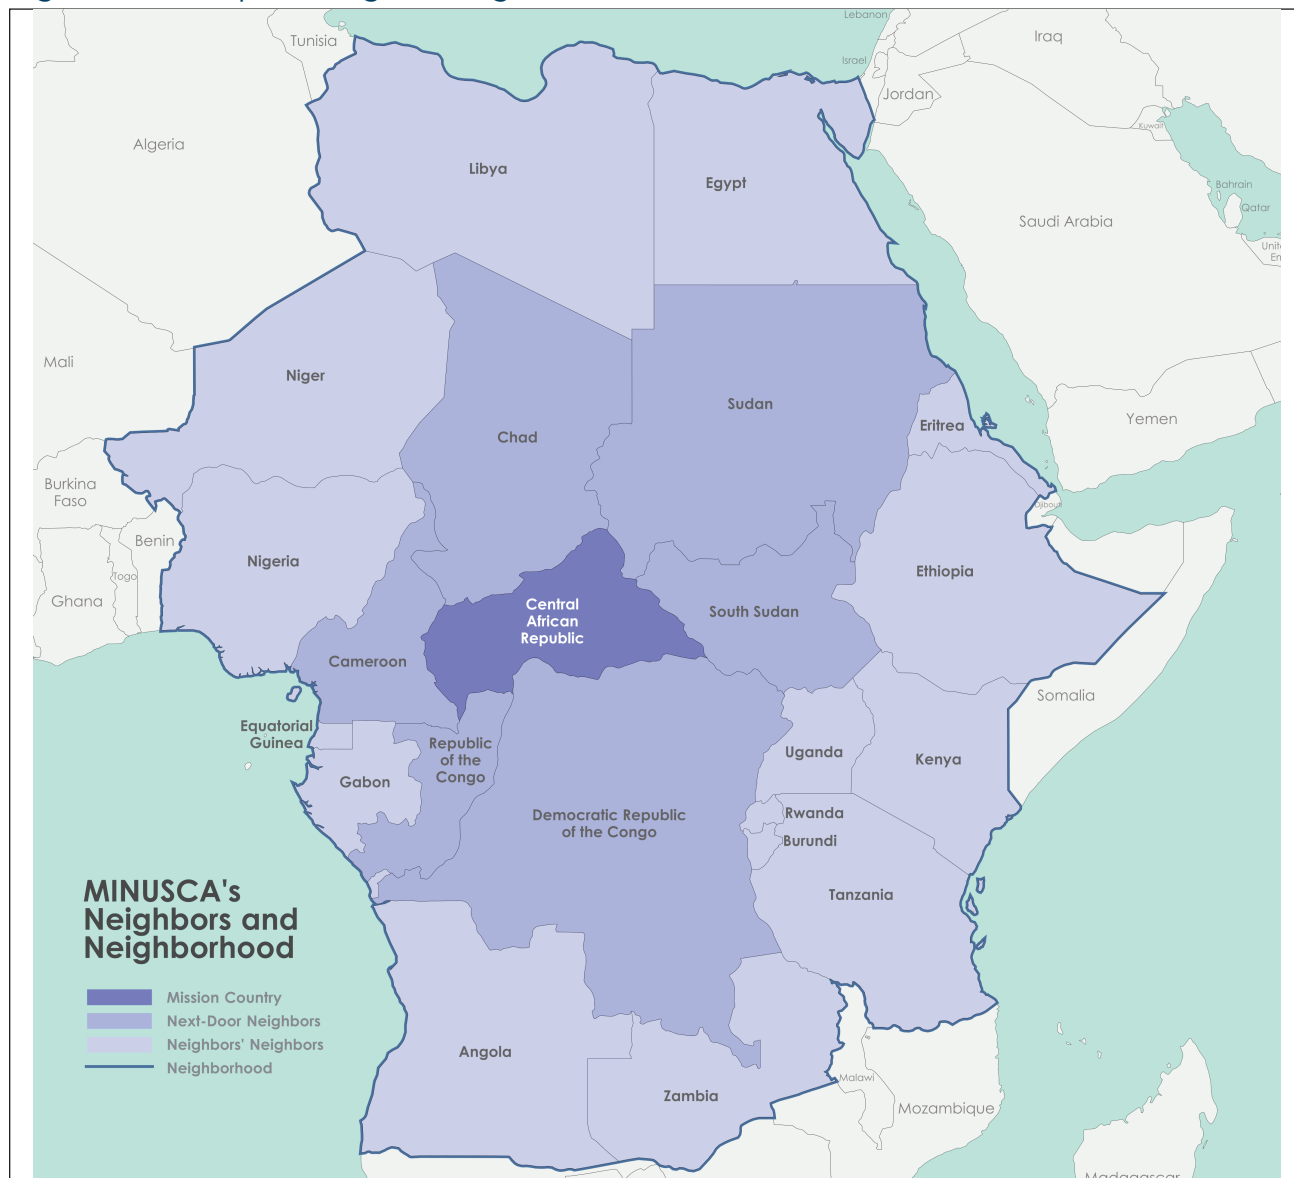 Lebanon
Tunisia
Iraq
Israel
Jordan
Kuwait
Algeria
Libya
Egypt
Bahrain
Qatar
Saudi Arabia
Mali
Niger
Sudan
Chad
Eritrea
Yemen
Burkina
Faso
Djibouti
Benin
Nigeria
Togo
Ghana
Ethiopia
Central
African
Republic
South Sudan
Cameroon
Somalia
Equatorial
Guinea
Republic
of the
Congo
Gabon
Uganda
Kenya
Rwanda
Democratic Republic
of the Congo
Burundi
Tanzania
MINUSCA's
Neighbors and
Neighborhood
Mission Country
Next-Door Neighbors
Neighbors' Neighbors
Neighborhood
Angola
Zambia
Malawi
Mozambique
Madagascar